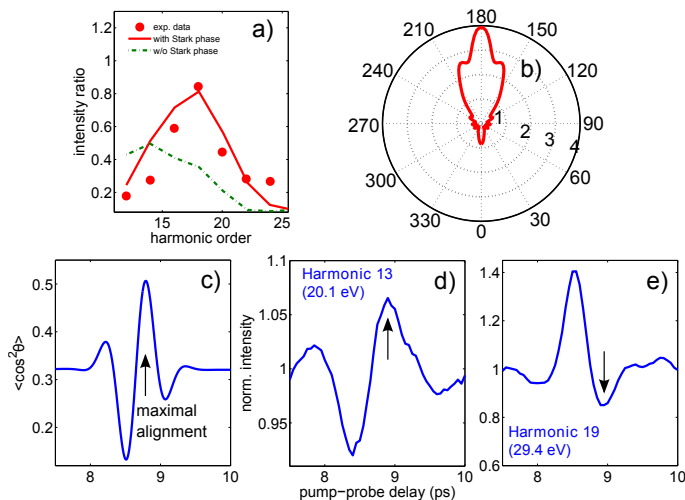 a)
exp. data
with Stark phase
w/o Stark phase
intensity ratio
1.4
1.2
1
0.8
0.6
0.4
0.2
15 20 25
harmonic order
b)
180
210 150
240 120
270 90
300 60
330 30
0
1 2 3 4
c)
<cos²θ>
0.5
0.4
0.3
0.2
maximal
alignment
8 9 10
d)
Harmonic 13
(20.1 eV)
norm. intensity
1.1
1.05
1
0.95
8 9 10
pump−probe delay (ps)
e)
Harmonic 19
(29.4 eV)
1.4
1.2
1.0
0.8
0.6
8 9 10